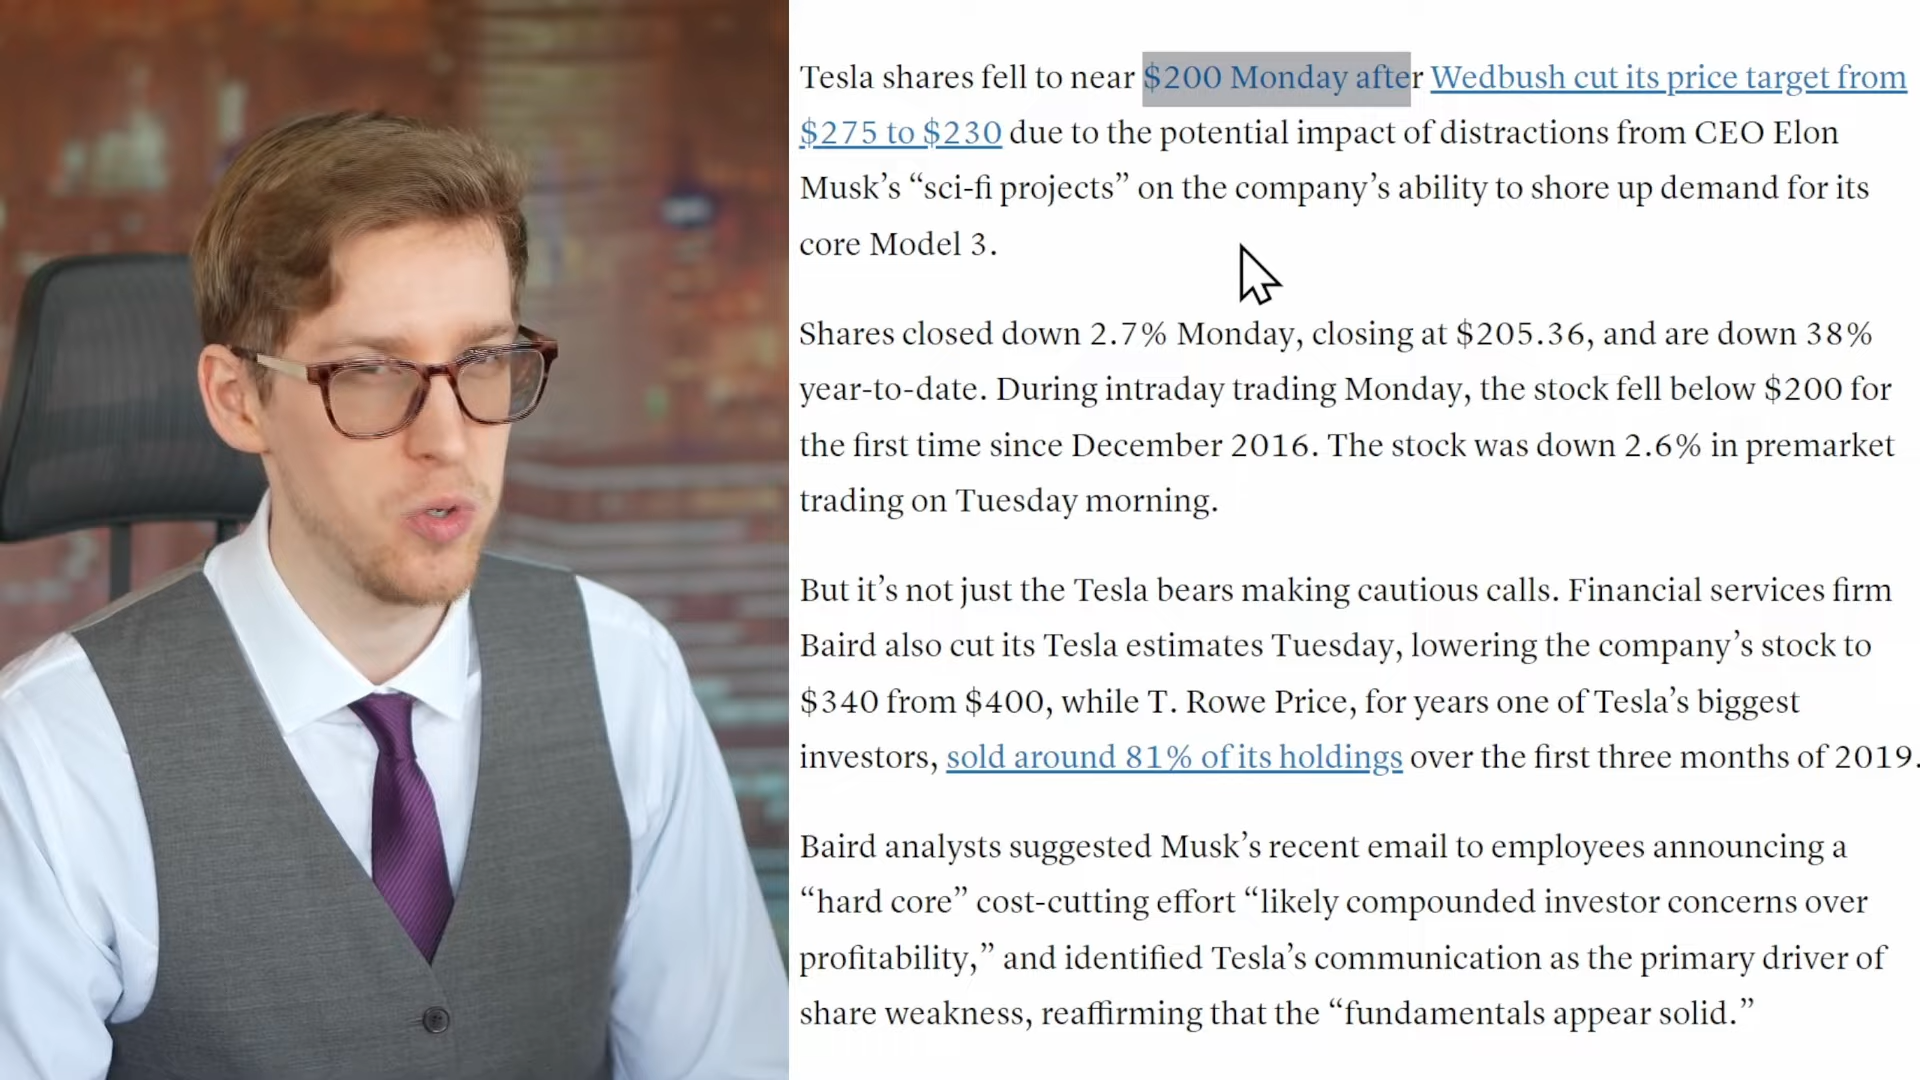 Tesla shares fell to near $200 Monday after Wedbush cut its price target from
$275 to $230 due to the potential impact of distractions from CEO Elon
Musk’s “sci-fi projects” on the company’s ability to shore up demand for its
core Model 3.
Shares closed down 2.7% Monday, closing at $205.36, and are down 38%
year-to-date. During intraday trading Monday, the stock fell below $200 for
the first time since December 2016. The stock was down 2.6% in premarket
trading on Tuesday morning.
But it’s not just the Tesla bears making cautious calls. Financial services firm
Baird also cut its Tesla estimates Tuesday, lowering the company’s stock to
$340 from $400, while T. Rowe Price, for years one of Tesla’s biggest
investors, sold around 81% of its holdings over the first three months of 2019.
Baird analysts suggested Musk’s recent email to employees announcing a
“hard core” cost-cutting effort “likely compounded investor concerns over
profitability,” and identified Tesla’s communication as the primary driver of
share weakness, reaffirming that the “fundamentals appear solid.”